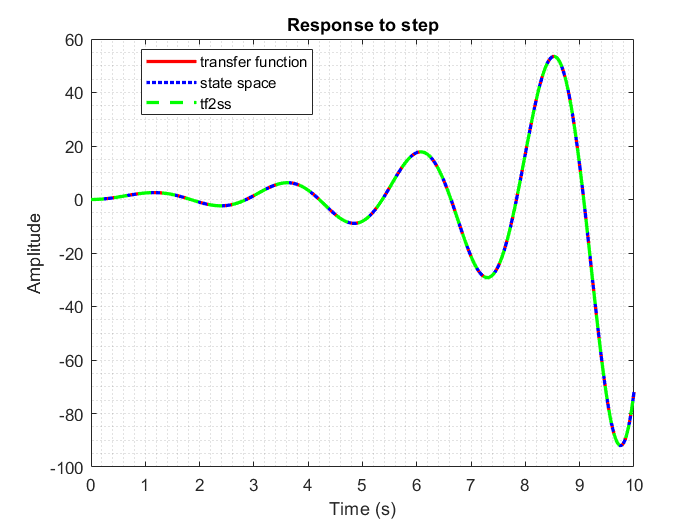 Response to step
transfer function
state space
tf2ss
60
40
20
0
-20
-40
-60
-80
-100
Amplitude
0 1 2 3 4 5 6 7 8 9 10
Time (s)